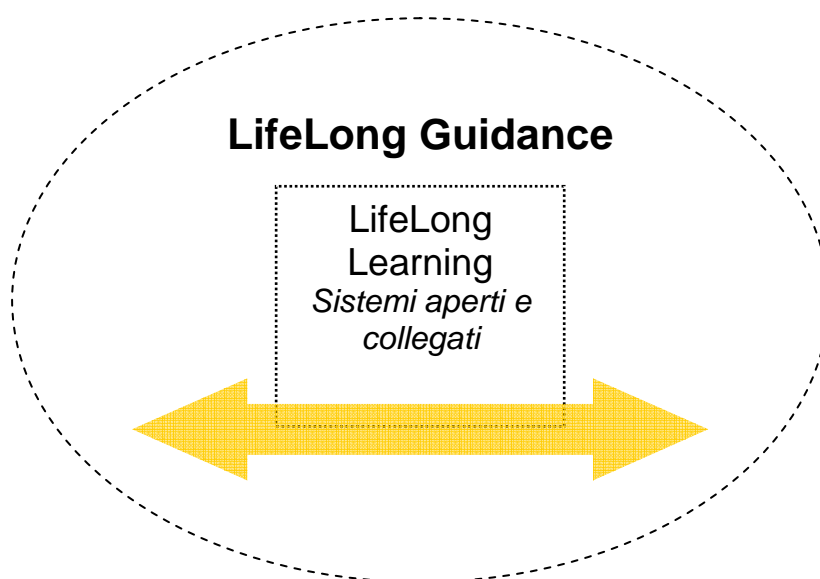 LifeLong Guidance
LifeLong
Learning
Sistemi aperti e
collegati